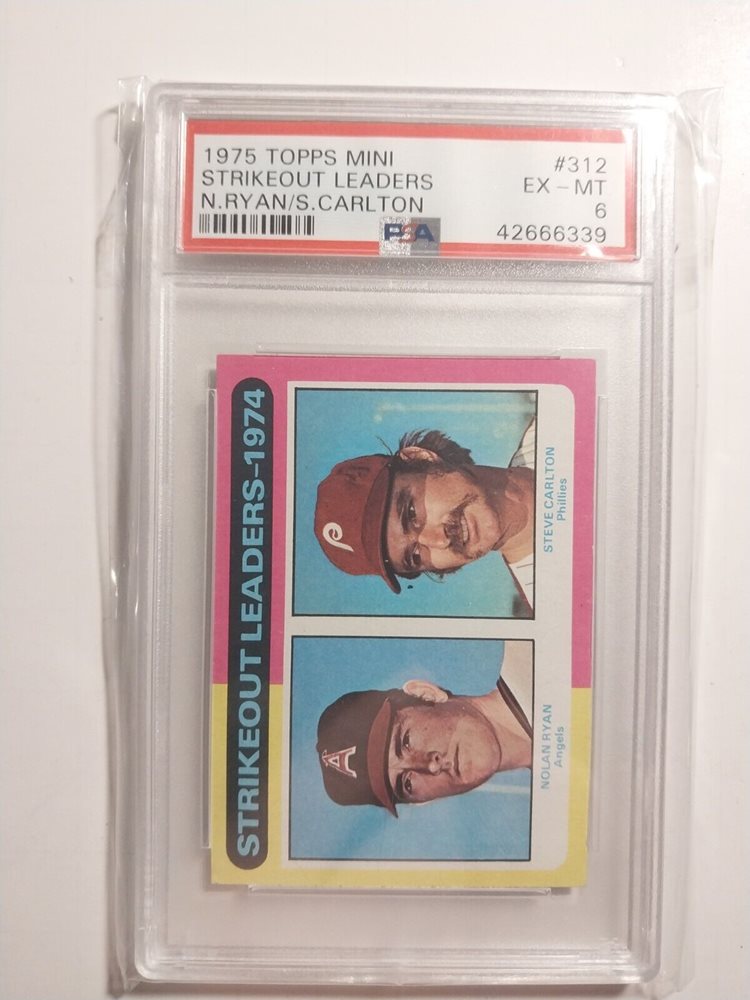 1975 TOPPS MINI #312
STRIKEOUT LEADERS EX – MT
N.RYAN/S.CARLTON 6
PSA 42666339
STRIKEOUT LEADERS–1974
NOLAN RYAN
Angels
STEVE CARLTON
Phillies
P
A